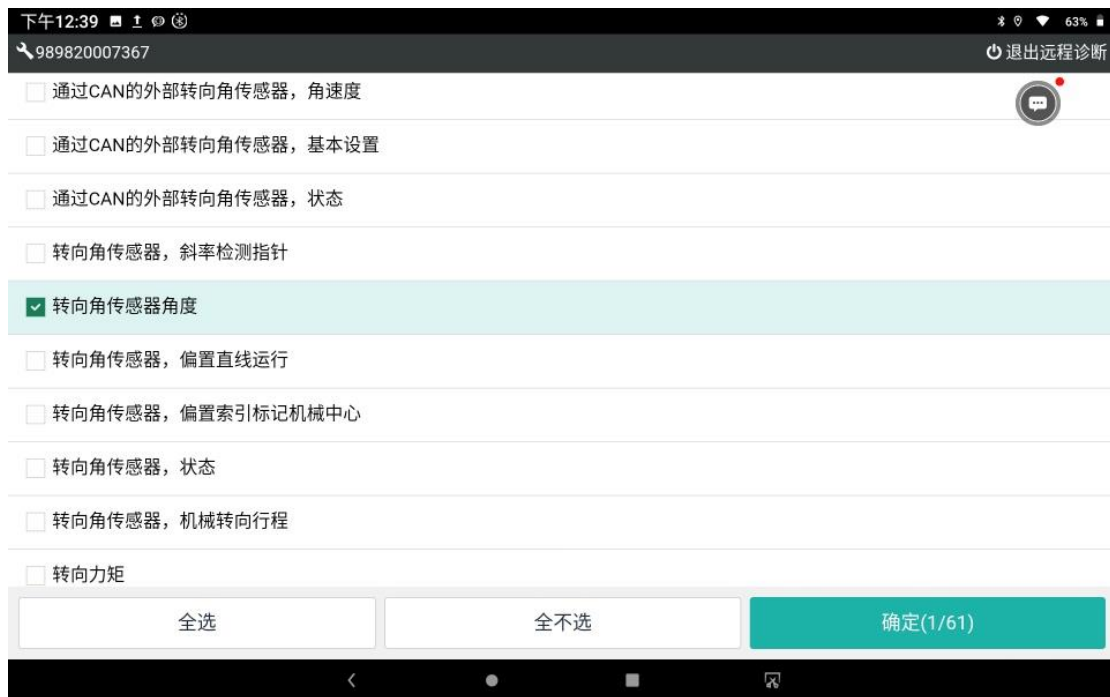 下午12:39
63%
989820007367 退出远程诊断
通过CAN的外部转向角传感器，角速度
通过CAN的外部转向角传感器，基本设置
通过CAN的外部转向角传感器，状态
转向角传感器，斜率检测指针
转向角传感器角度
转向角传感器，偏置直线运行
转向角传感器，偏置索引标记机械中心
转向角传感器，状态
转向角传感器，机械转向行程
转向力矩
全选 全不选 确定(1/61)